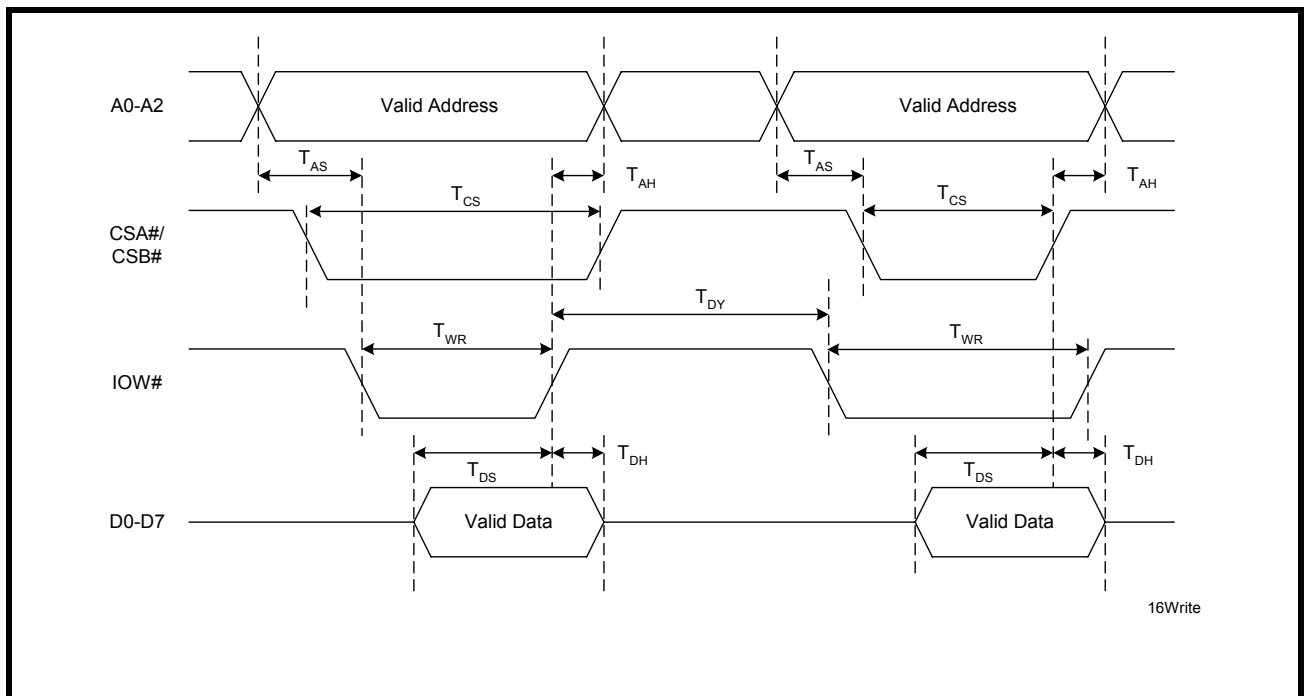 A0-A2
Valid Address
Valid Address
TAS
TAH
TAS
TAH
TCS
TCS
CSA#/
CSB#
TDY
TWR
TWR
IOW#
TDS
TDH
TDS
TDH
D0-D7
Valid Data
Valid Data
16Write